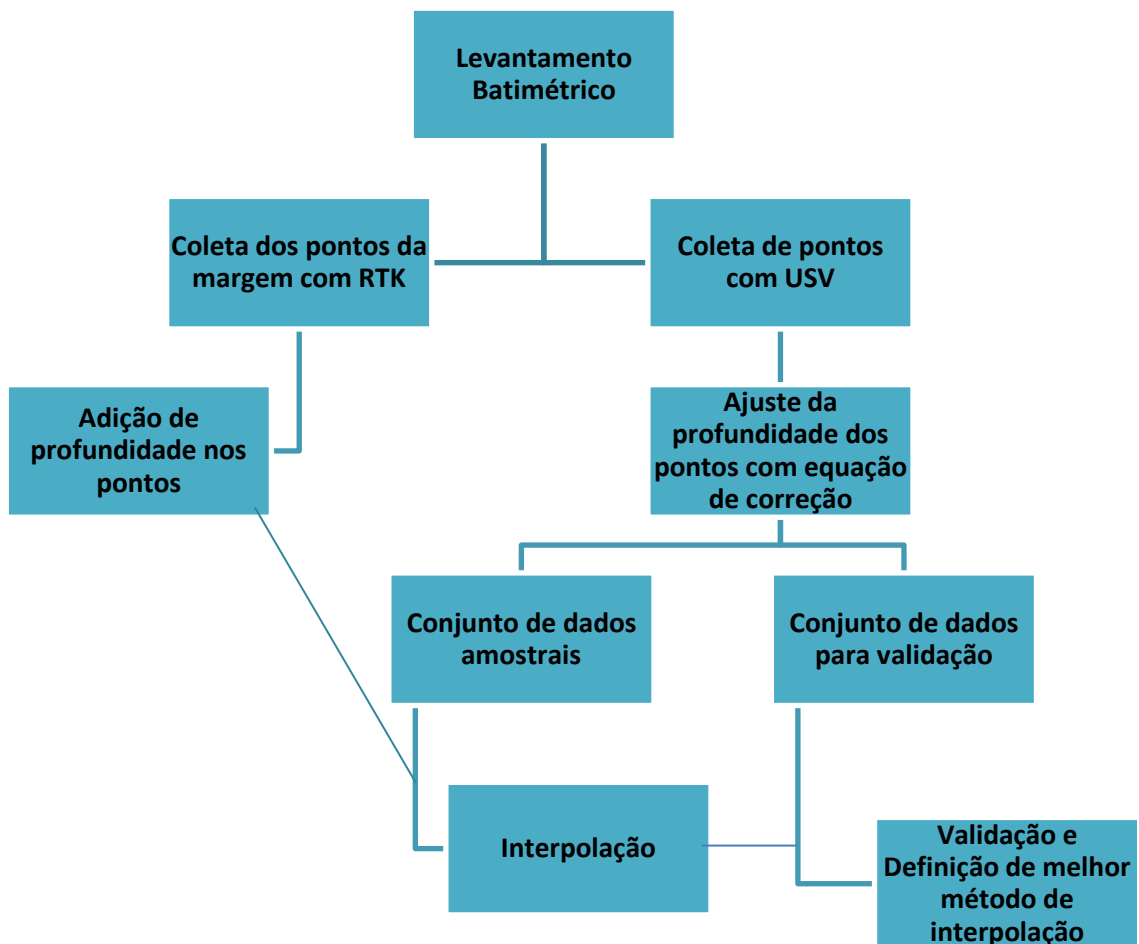 Levantamento
Batimétrico
Coleta dos pontos da
margem com RTK
Coleta de pontos
com USV
Adição de
profundidade nos
pontos
Ajuste da
profundidade dos
pontos com equação
de correção
Conjunto de dados
amostrais
Conjunto de dados
para validação
Interpolação
Validação e
Definição de melhor
método de
interpolação